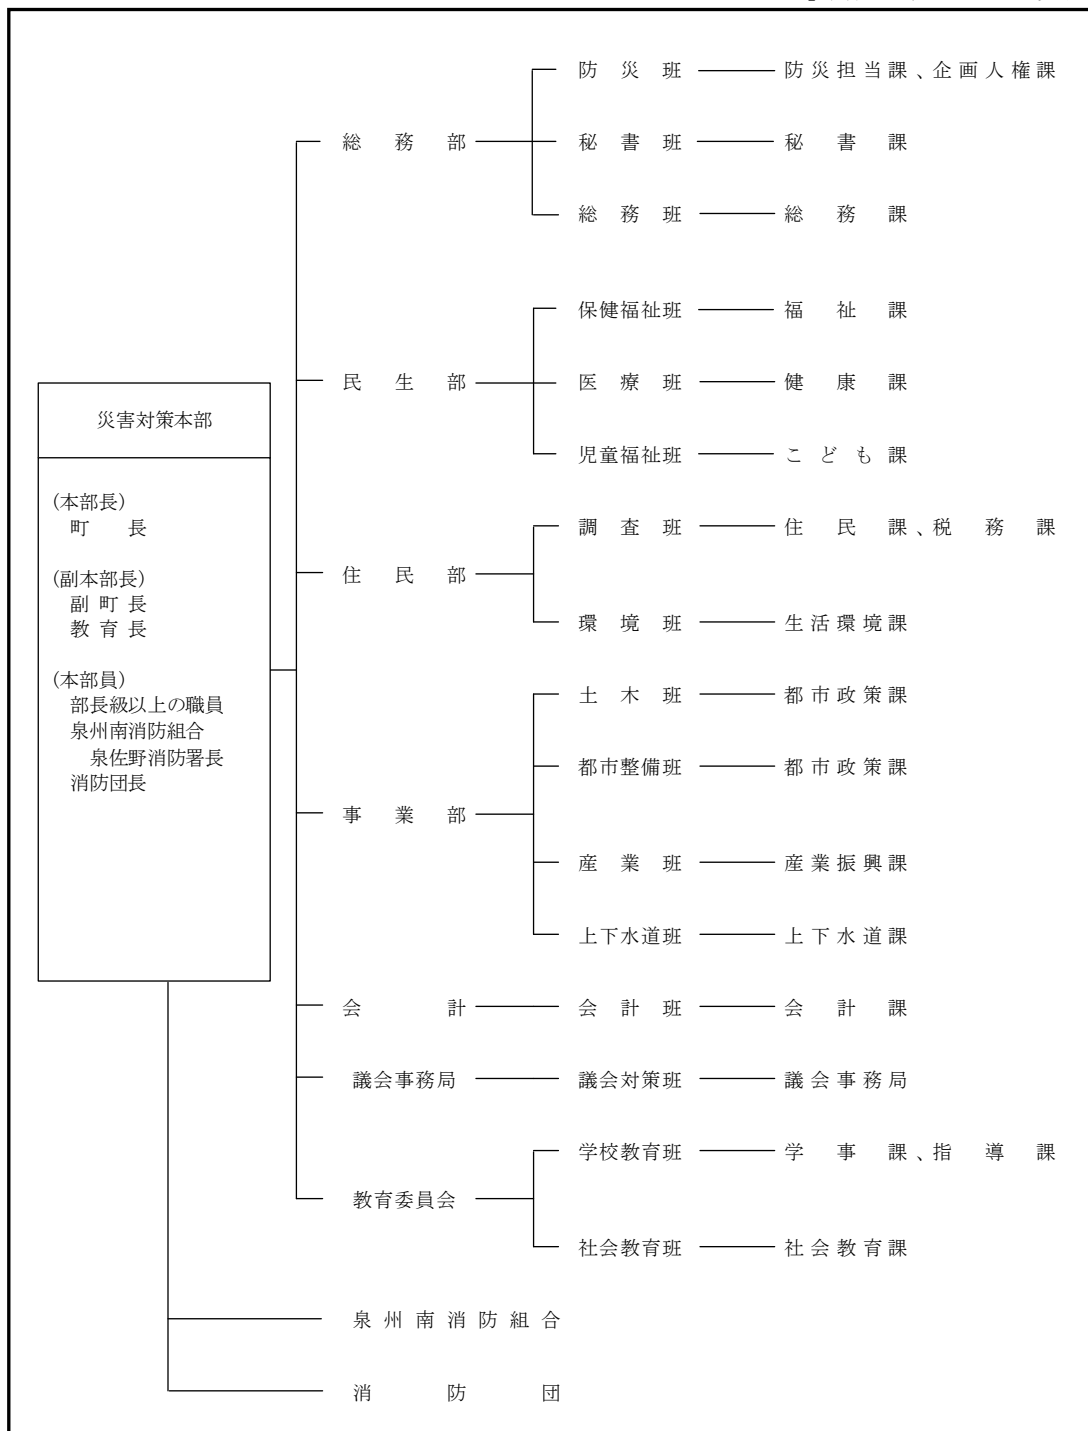 防災班 防災担当課、企画人権課
総務部 秘書班 秘書課
総務班 総務課
保健福祉班 福祉課
民生部 医療班 健康課
児童福祉班 こども課
災害対策本部
(本部長)
町長
(副本部長)
副町長
教育長
(本部員)
部長級以上の職員
泉州南消防組合
泉佐野消防署長
消防団長
調査班 住民課、税務課
住民部
環境班 生活環境課
土木班 都市政策課
都市整備班 都市政策課
事業部
産業班 産業振興課
上下水道班 上下水道課
会計 会計班 会計課
議会事務局 議会対策班 議会事務局
学校教育班 学事課、指導課
教育委員会
社会教育班 社会教育課
泉州南消防組合
消防団